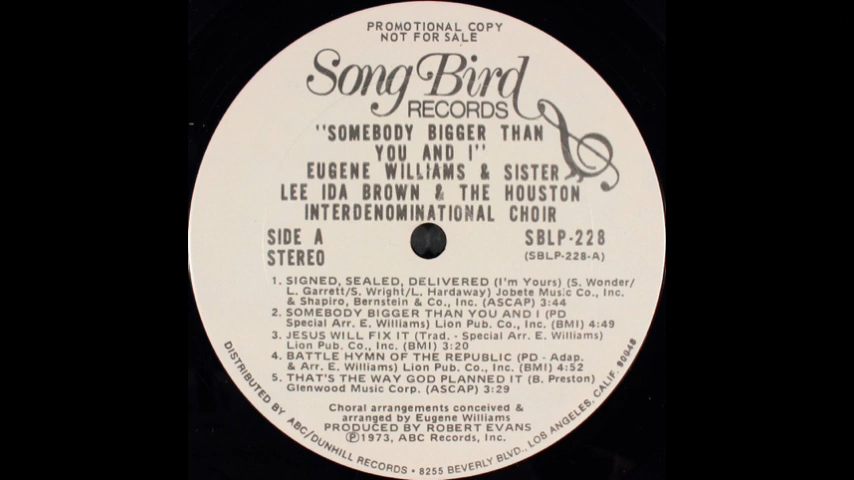 PROMOTIONAL COPY
NOT FOR SALE
Song Bird
RECORDS
"SOMEBODY BIGGER THAN
YOU AND I"
EUGENE WILLIAMS & SISTER
LEE IDA BROWN & THE HOUSTON
INTERDENOMINATIONAL CHOIR
SIDE A
STEREO
SBLP-228
(SBLP-228-A)
1. SIGNED, SEALED, DELIVERED (I'm Yours) (S. Wonder/
L. Garrett/S. Wright/L. Hardaway) Jobete Music Co., Inc.
& Shapiro, Bernstein & Co., Inc. (ASCAP) 3:44
2. SOMEBODY BIGGER THAN YOU AND I (PD
Special Arr. E. Williams) Lion Pub. Co., Inc. (BMI) 4:49
3. JESUS WILL FIX IT (Trad. - Special Arr. E. Williams)
Lion Pub. Co., Inc. (BMI) 3:20
4. BATTLE HYMN OF THE REPUBLIC (PD - Adap.
& Arr. E. Williams) Lion Pub. Co., Inc. (BMI) 4:52
5. THAT'S THE WAY GOD PLANNED IT (B. Preston)
Glenwood Music Corp. (ASCAP) 3:29
Choral arrangements conceived &
arranged by Eugene Williams
PRODUCED BY ROBERT EVANS
Ⓟ1973, ABC Records, Inc.
DISTRIBUTED BY ABC/DUNHILL RECORDS • 8255 BEVERLY BLVD., LOS ANGELES, CALIF. 90048